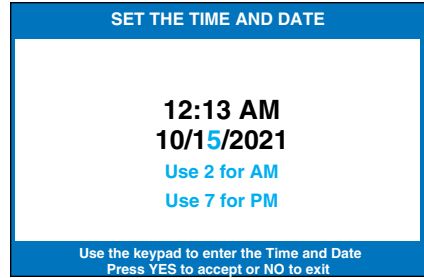 SET THE TIME AND DATE
12:13 AM
10/15/2021
Use 2 for AM
Use 7 for PM
Use the keypad to enter the Time and Date
Press YES to accept or NO to exit